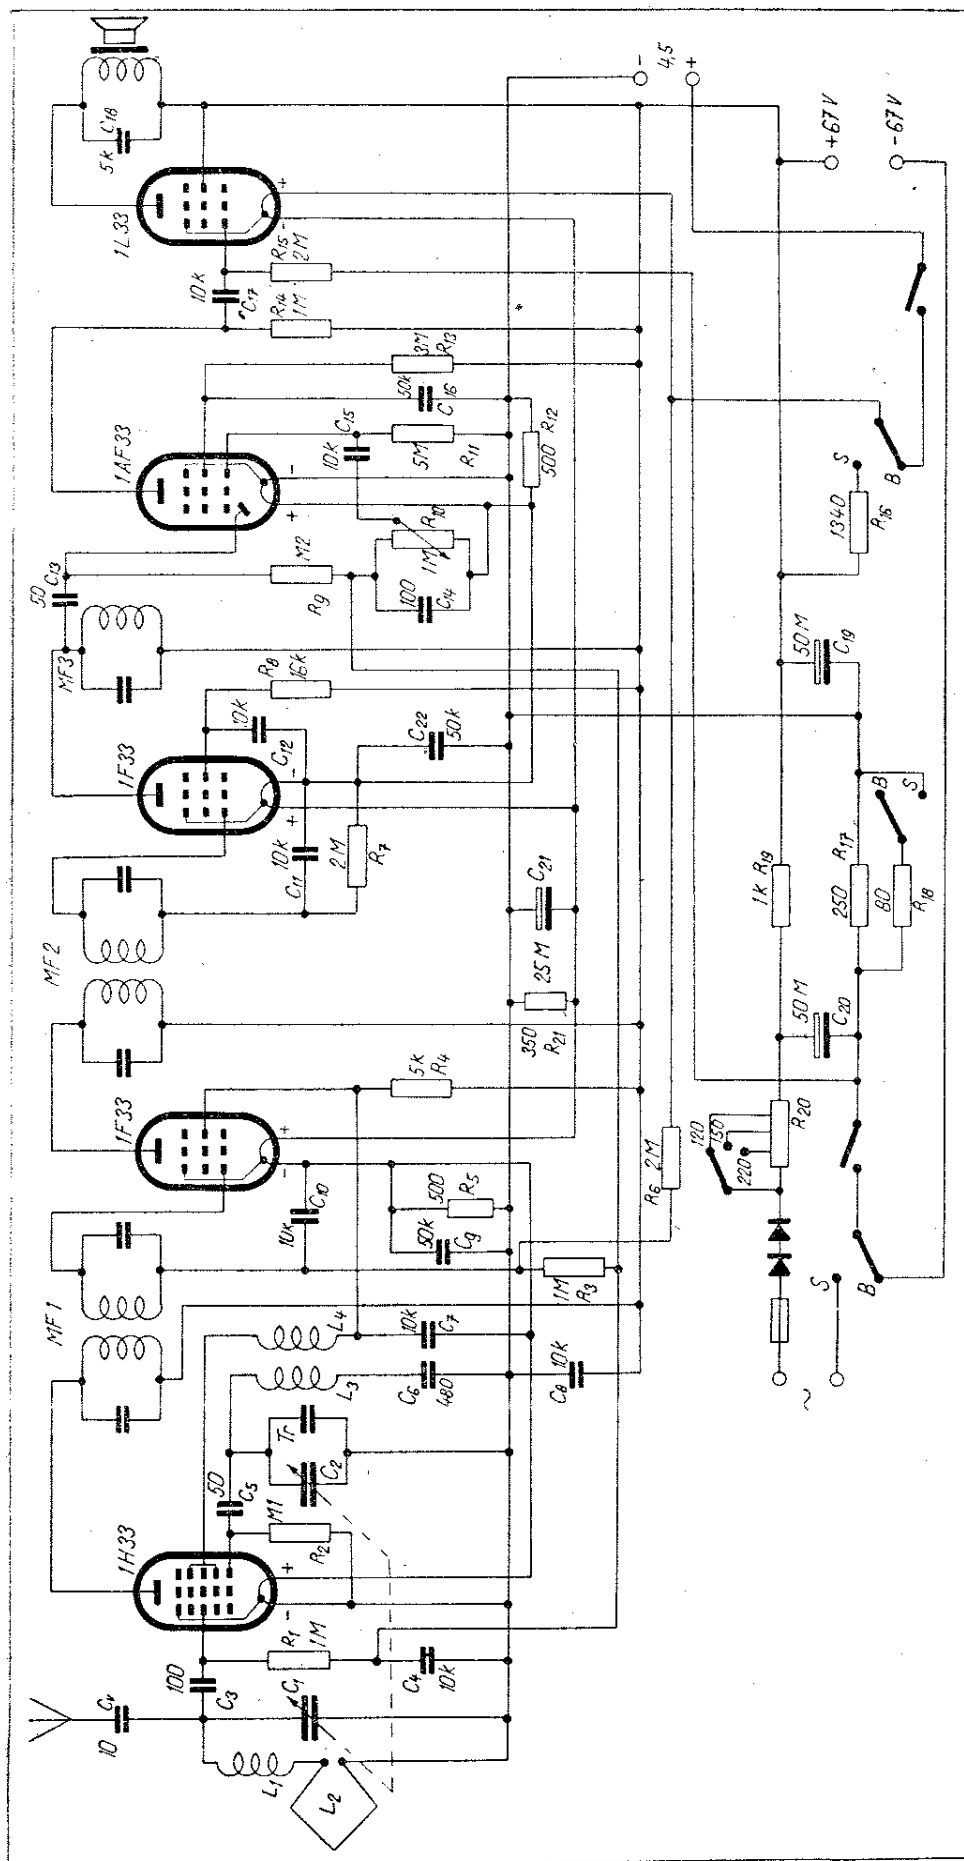 10
Cv
100
C3
L1
L2
C1
R1
1M
C4
10k
1H33
-
+
50
C5
M1
R2
C2
Tr
L3
L4
C6
480
10k
C7
C8
10k
MF1
10k
C10
50k
C9
500
R5
1M
R3
1F33
-
+
5k
R4
R6
2M
MF2
350
R21
25M
C21
10k
C11
2M
R7
1F33
+
-
10k
C12
R8
16k
C22
50k
MF3
50
C13
R9
M2
100
C14
1M
R10
1AF33
+
-
10k
C15
5M
R11
50k
C16
3M
R13
500
R12
10k
C17
R14
1M
R15
2M
1L33
-
+
5k
C18
-
4,5
+
+67V
-67V
~
S
B
120
150
220
R20
50M
C20
1k
R19
250
R17
80
R18
B
S
50M
C19
1340
R16
S
B